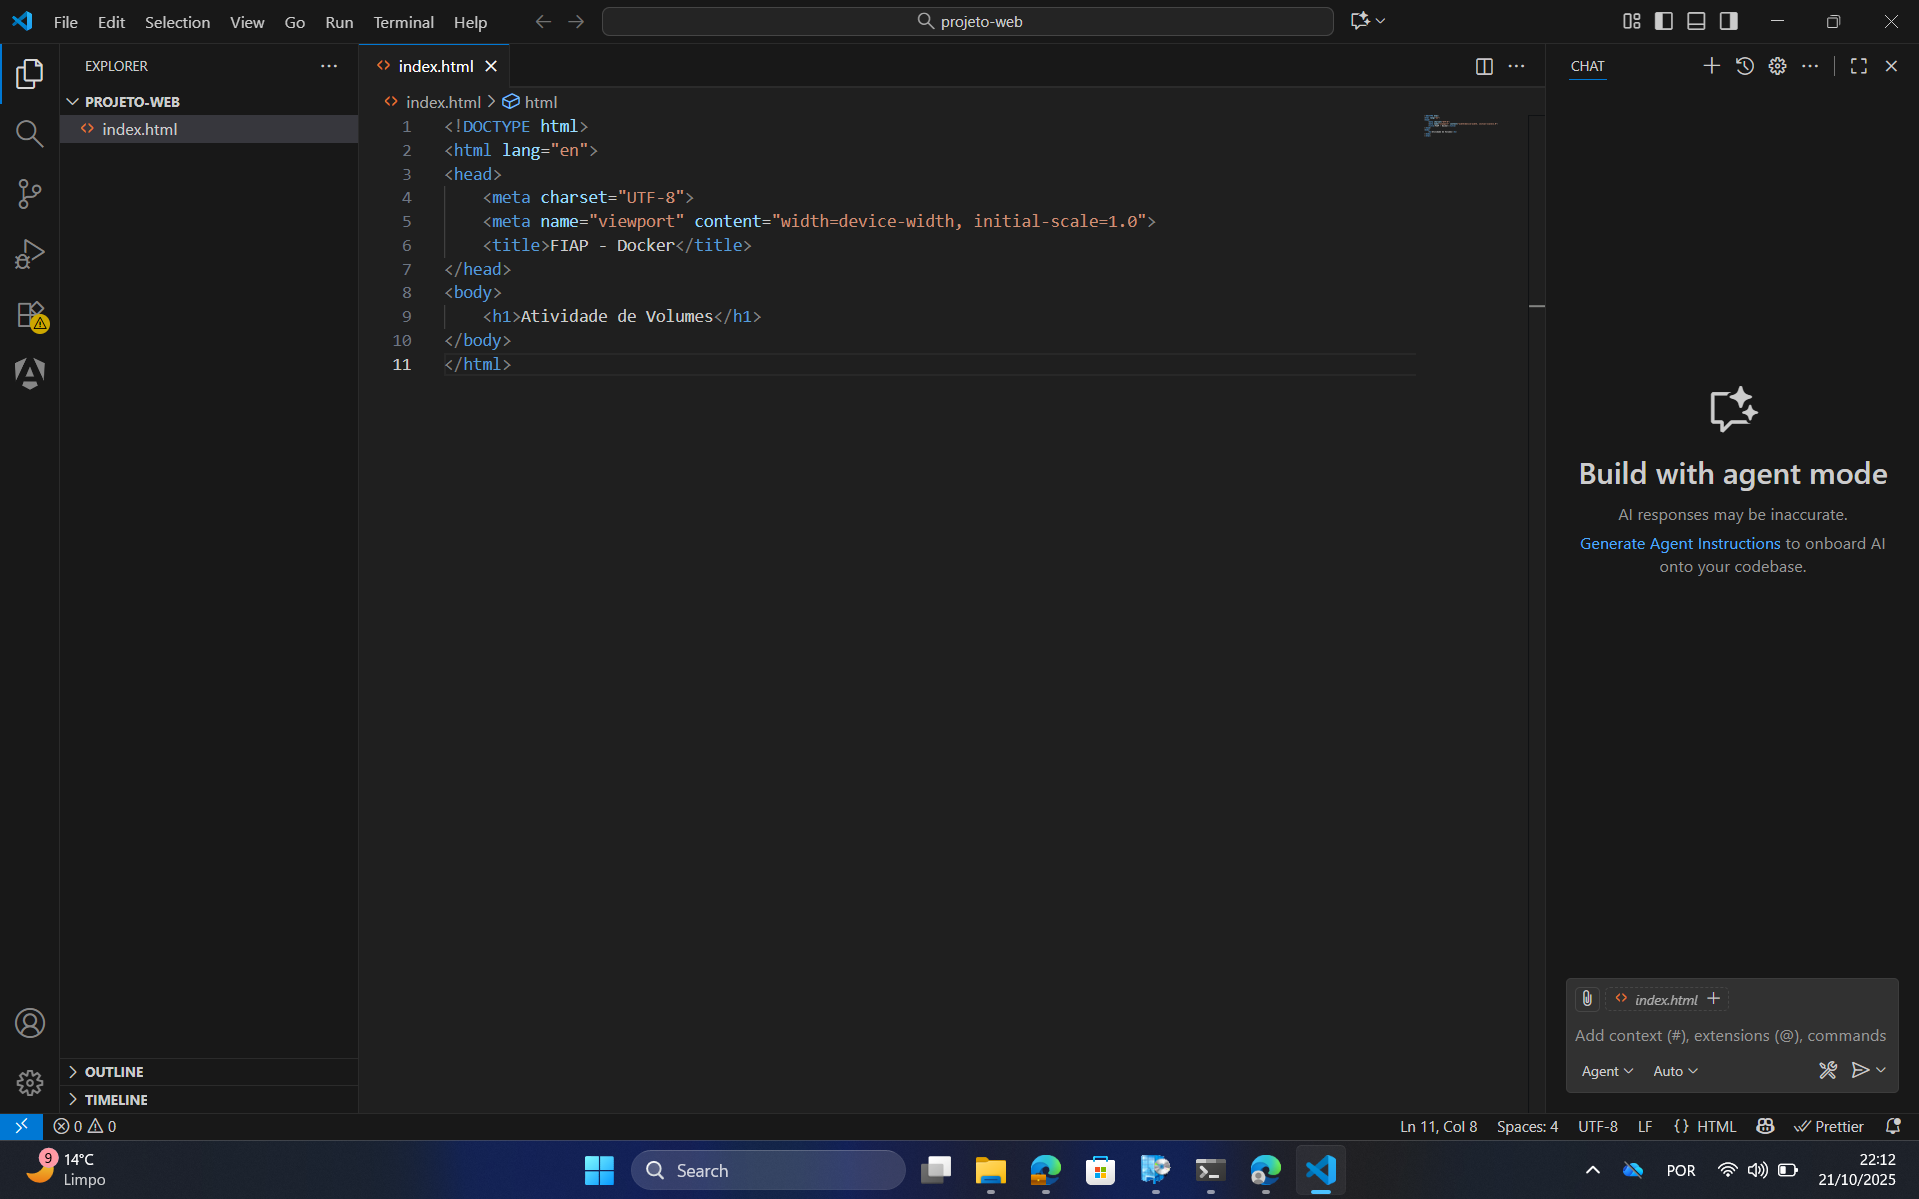 File Edit Selection View Go Run Terminal Help
projeto-web
EXPLORER
index.html
CHAT
PROJETO-WEB
index.html
index.html > html
1 <!DOCTYPE html>
2 <html lang="en">
3 <head>
4 <meta charset="UTF-8">
5 <meta name="viewport" content="width=device-width, initial-scale=1.0">
6 <title>FIAP - Docker</title>
7 </head>
8 <body>
9 <h1>Atividade de Volumes</h1>
10 </body>
11 </html>
Build with agent mode
AI responses may be inaccurate.
Generate Agent Instructions to onboard AI
onto your codebase.
index.html
Add context (#), extensions (@), commands
Agent Auto
OUTLINE
TIMELINE
0 0
Ln 11, Col 8 Spaces: 4 UTF-8 LF {} HTML Prettier
9
14°C
Limpo
Search
POR
22:12
21/10/2025